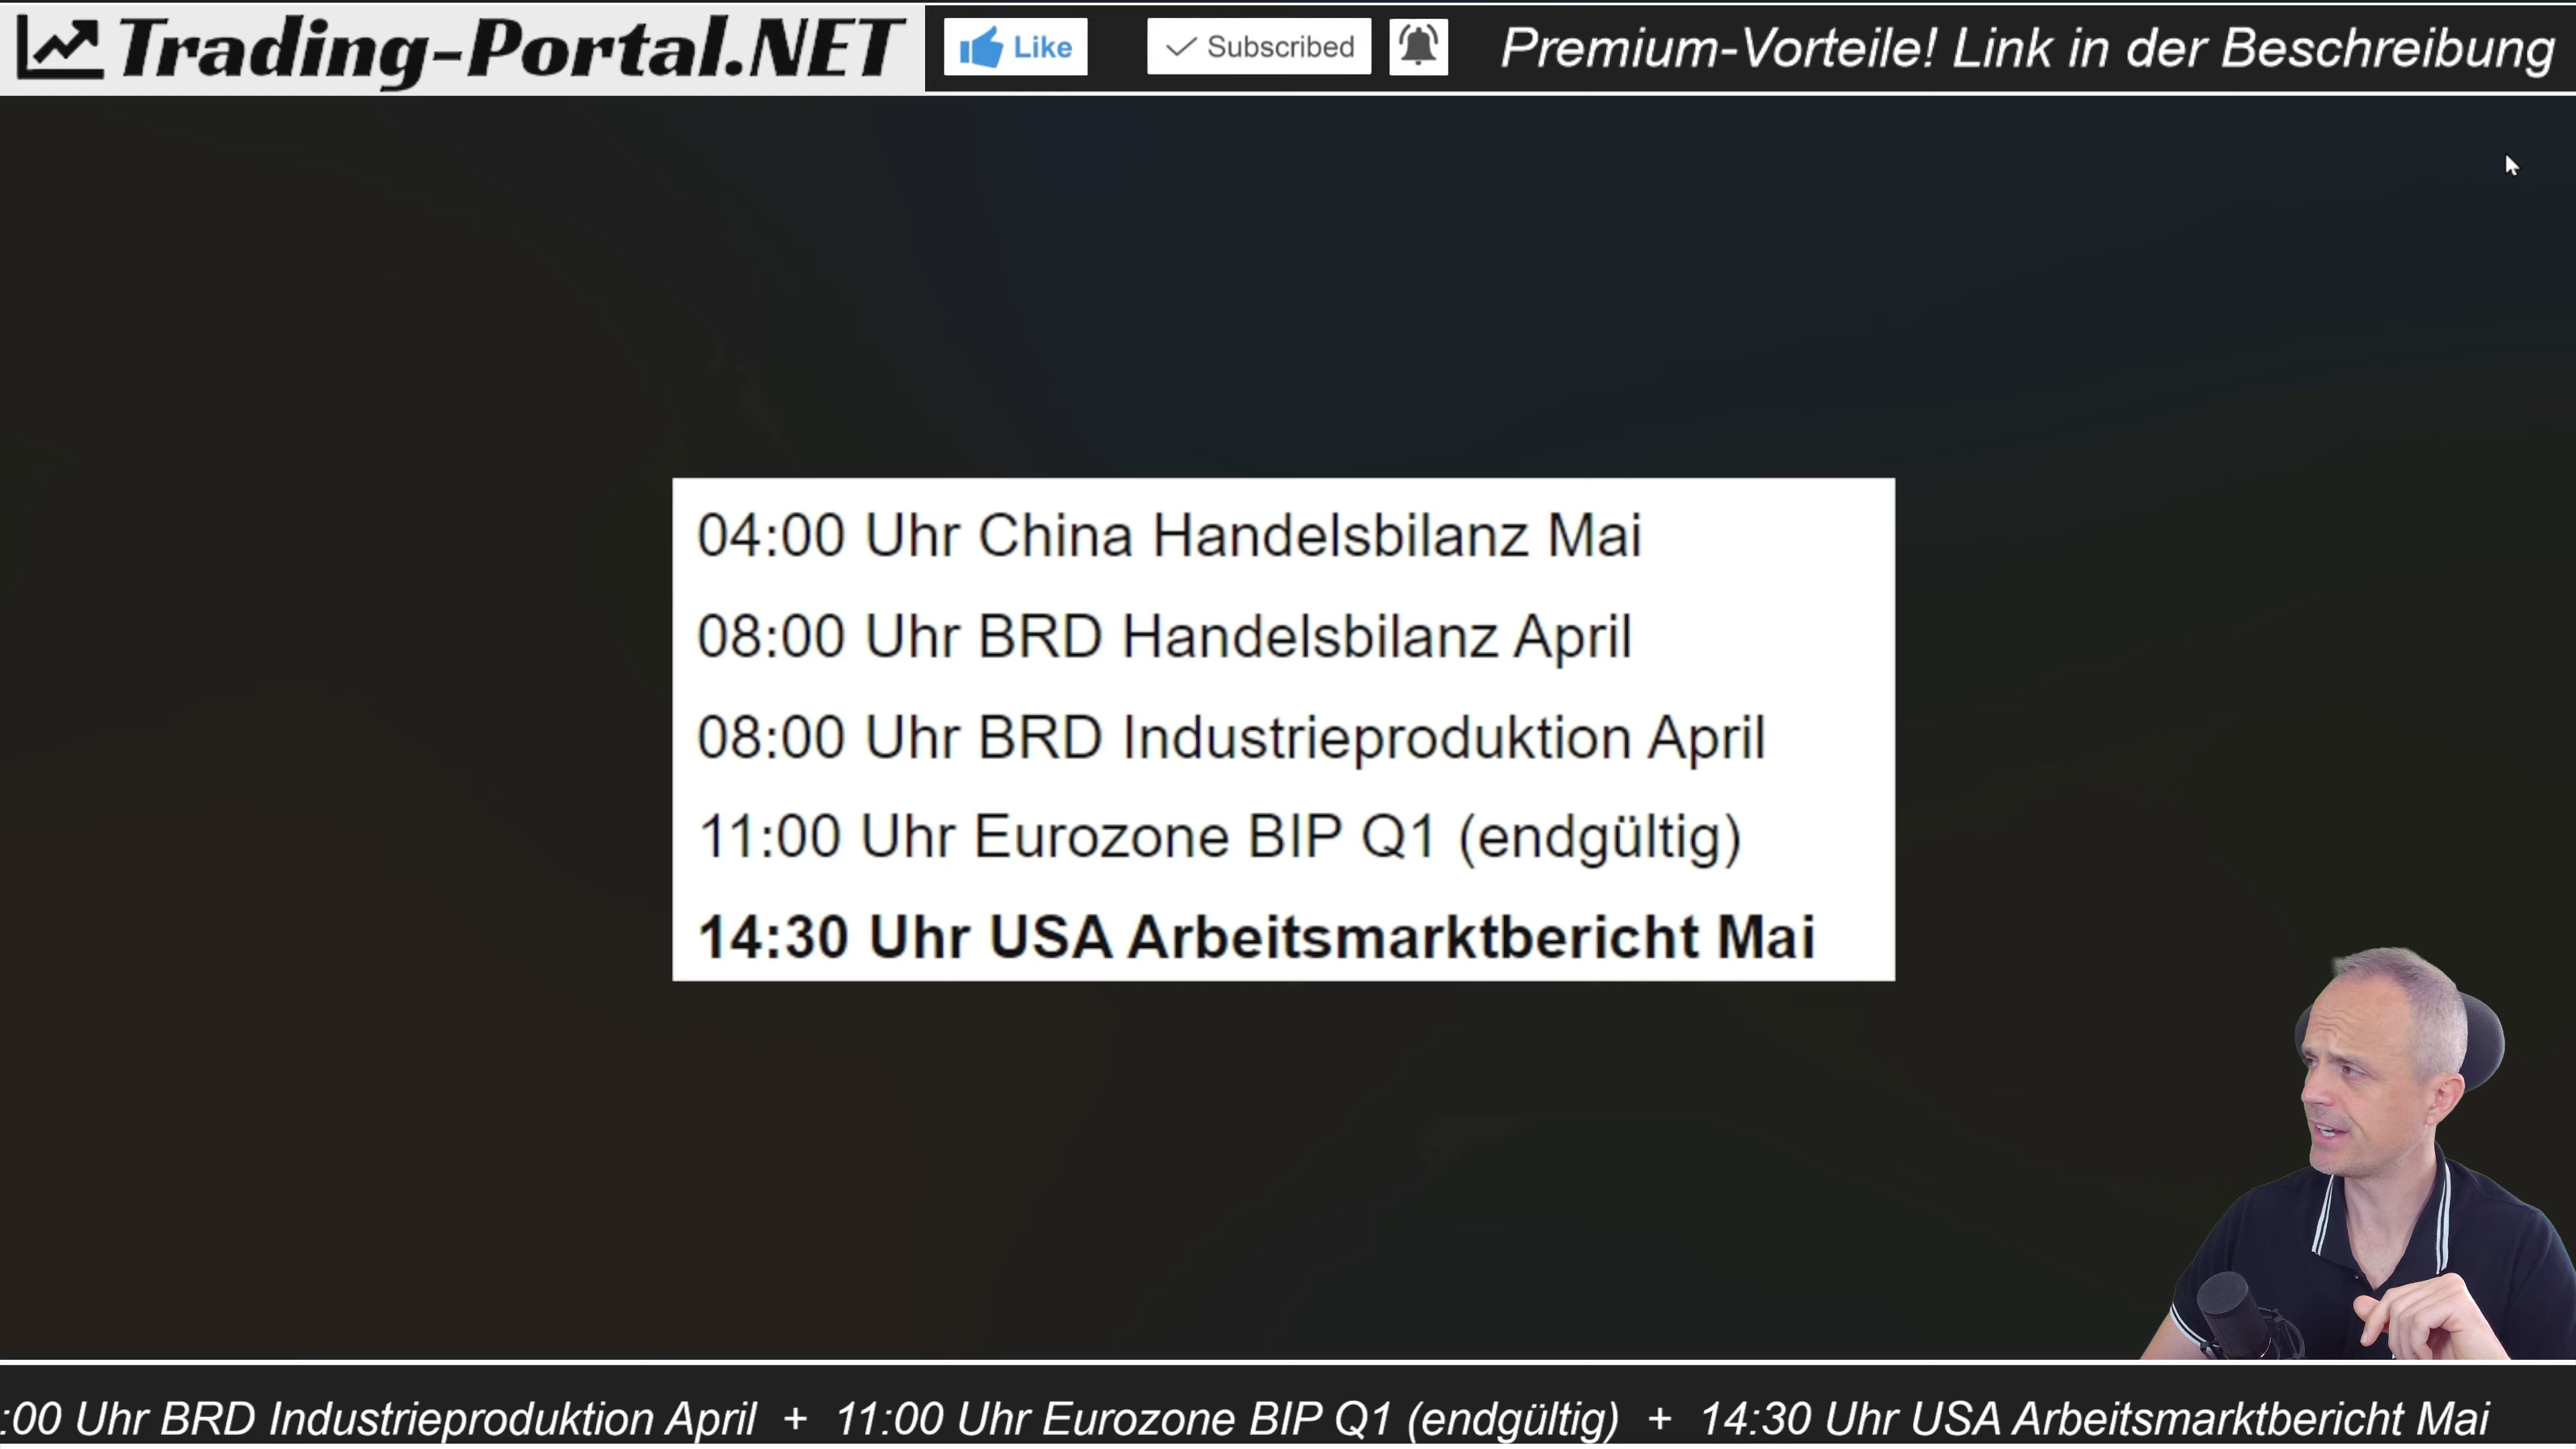 Trading-Portal.NET
Like
Subscribed
Premium-Vorteile! Link in der Beschreibung
04:00 Uhr China Handelsbilanz Mai
08:00 Uhr BRD Handelsbilanz April
08:00 Uhr BRD Industrieproduktion April
11:00 Uhr Eurozone BIP Q1 (endgültig)
14:30 Uhr USA Arbeitsmarktbericht Mai
:00 Uhr BRD Industrieproduktion April + 11:00 Uhr Eurozone BIP Q1 (endgültig) + 14:30 Uhr USA Arbeitsmarktbericht Mai